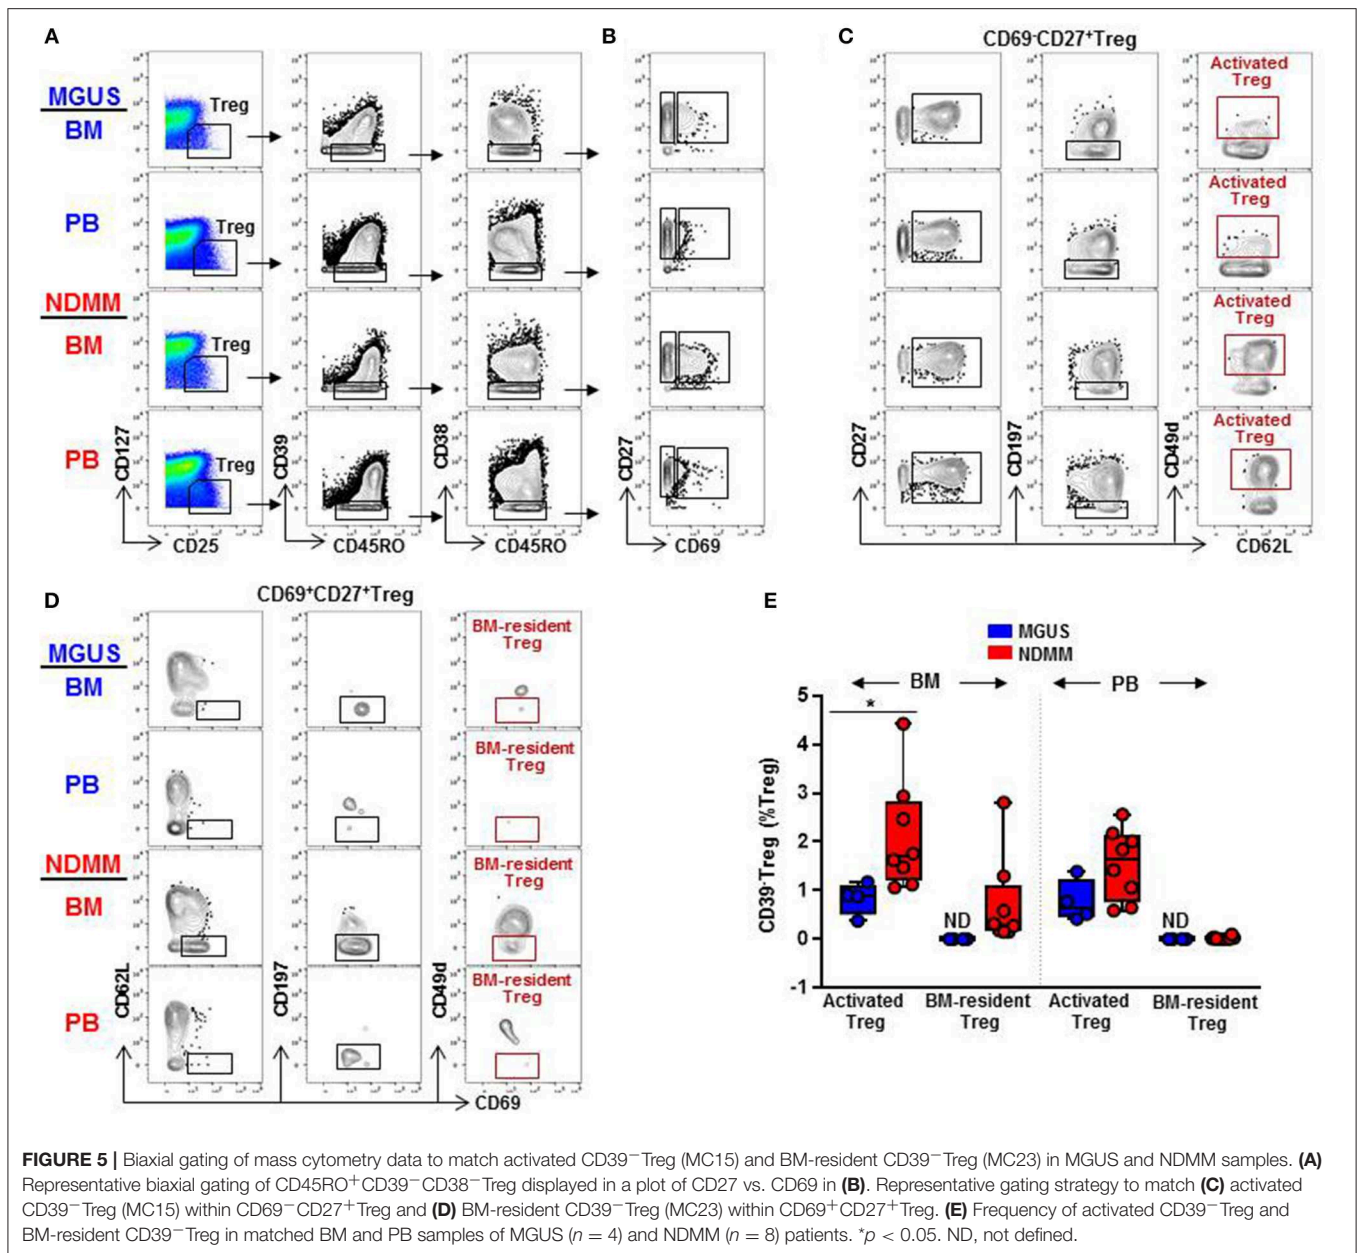 A
B
C
CD69-CD27+Treg
MGUS
BM
Treg
Activated
Treg
PB
Treg
Activated
Treg
NDMM
BM
Treg
Activated
Treg
PB
Treg
Activated
Treg
CD127
CD39
CD38
CD27
CD27
CD197
CD49d
CD25
CD45RO
CD45RO
CD69
CD62L
D
CD69+CD27+Treg
MGUS
BM
BM-resident
Treg
PB
BM-resident
Treg
NDMM
BM
BM-resident
Treg
PB
BM-resident
Treg
CD62L
CD197
CD49d
CD69
E
MGUS
NDMM
BM
PB
*
CD39-Treg (%Treg)
5
4
3
2
1
0
-1
ND
ND
Activated
Treg
BM-resident
Treg
Activated
Treg
BM-resident
Treg
FIGURE 5 | Biaxial gating of mass cytometry data to match activated CD39−Treg (MC15) and BM-resident CD39−Treg (MC23) in MGUS and NDMM samples. (A)
Representative biaxial gating of CD45RO+CD39−CD38−Treg displayed in a plot of CD27 vs. CD69 in (B). Representative gating strategy to match (C) activated
CD39−Treg (MC15) within CD69−CD27+Treg and (D) BM-resident CD39−Treg (MC23) within CD69+CD27+Treg. (E) Frequency of activated CD39−Treg and
BM-resident CD39−Treg in matched BM and PB samples of MGUS (n = 4) and NDMM (n = 8) patients. *p < 0.05. ND, not defined.